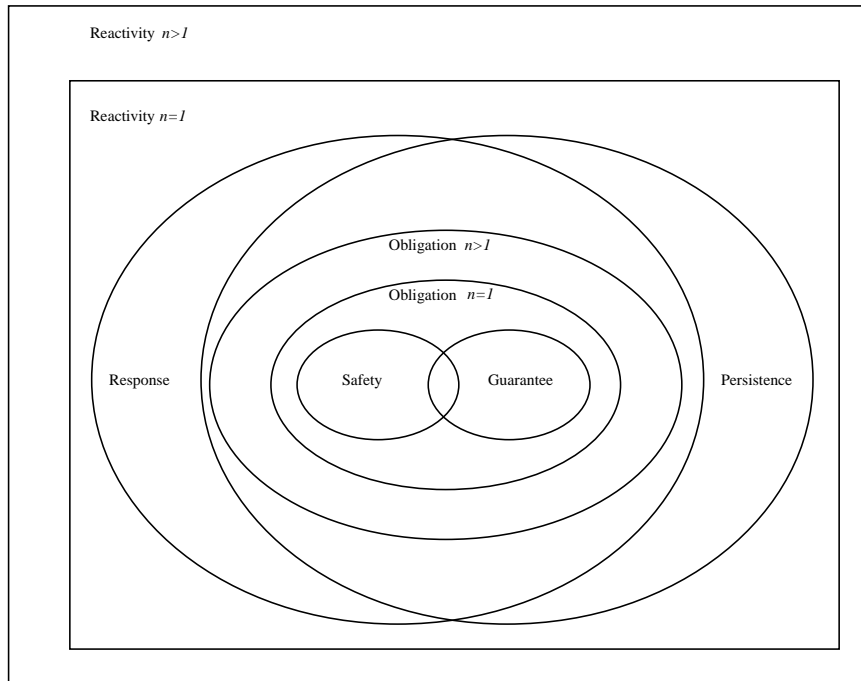 Reactivity n>1
Reactivity n=1
Obligation n>1
Obligation n=1
Response
Safety
Guarantee
Persistence